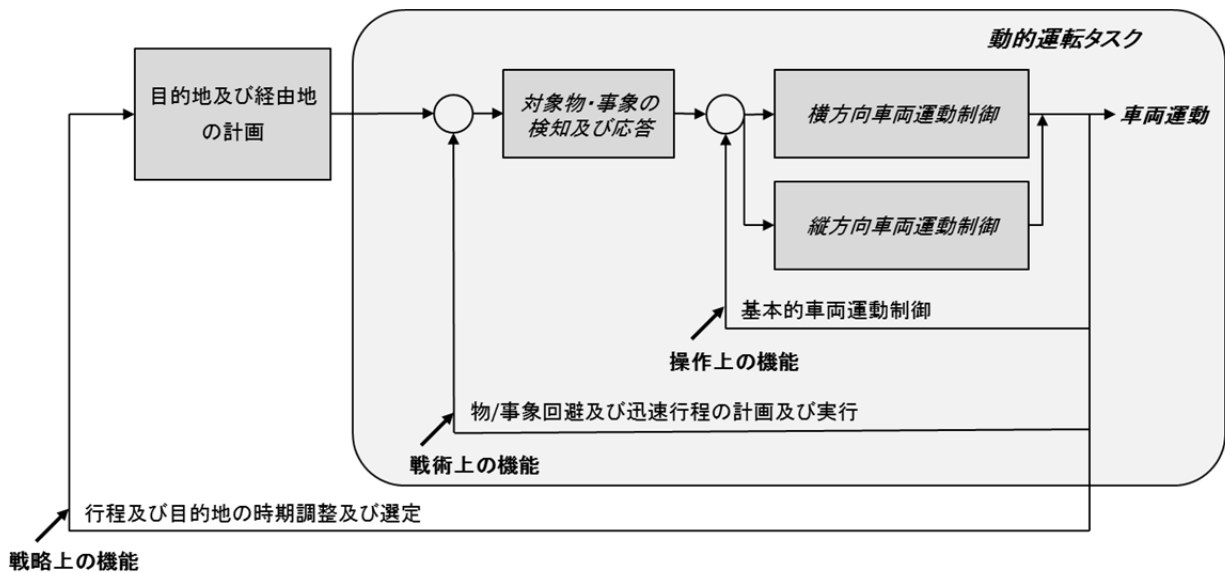 動的運転タスク
目的地及び経由地
の計画
対象物・事象の
検知及び応答
横方向車両運動制御
車両運動
縦方向車両運動制御
基本的車両運動制御
操作上の機能
物/事象回避及び迅速行程の計画及び実行
戦術上の機能
行程及び目的地の時期調整及び選定
戦略上の機能